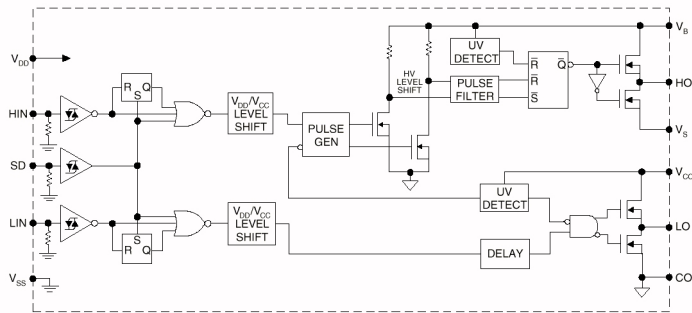 V_B
UV
DETECT
V_DD
R̅
Q̅
R Q
S
HV
LEVEL
SHIFT
R̅
HO
PULSE
FILTER
S̅
HIN
V_DD/V_CC
LEVEL
SHIFT
PULSE
GEN
V_S
SD
V_CC
UV
DETECT
LIN
V_DD/V_CC
LEVEL
SHIFT
LO
S
R Q
DELAY
V_SS
CO